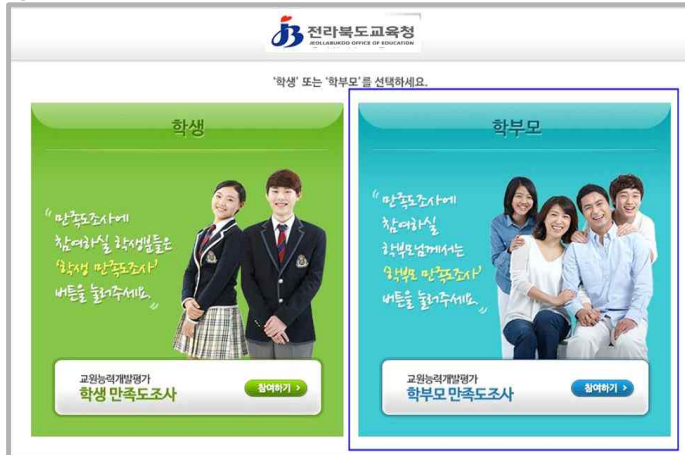 전라북도교육청
JEOLLABUKDO OFFICE OF EDUCATION
'학생' 또는 '학부모'를 선택하세요.
학생
“만족도조사에
참여하실 학생분들은
'학생 만족도조사'
버튼을 눌러주세요.”
교원능력개발평가
학생 만족도조사
참여하기 >
학부모
“만족도조사에
참여하실
학부모님께서는
'학부모 만족도조사'
버튼을 눌러주세요.”
교원능력개발평가
학부모 만족도조사
참여하기 >